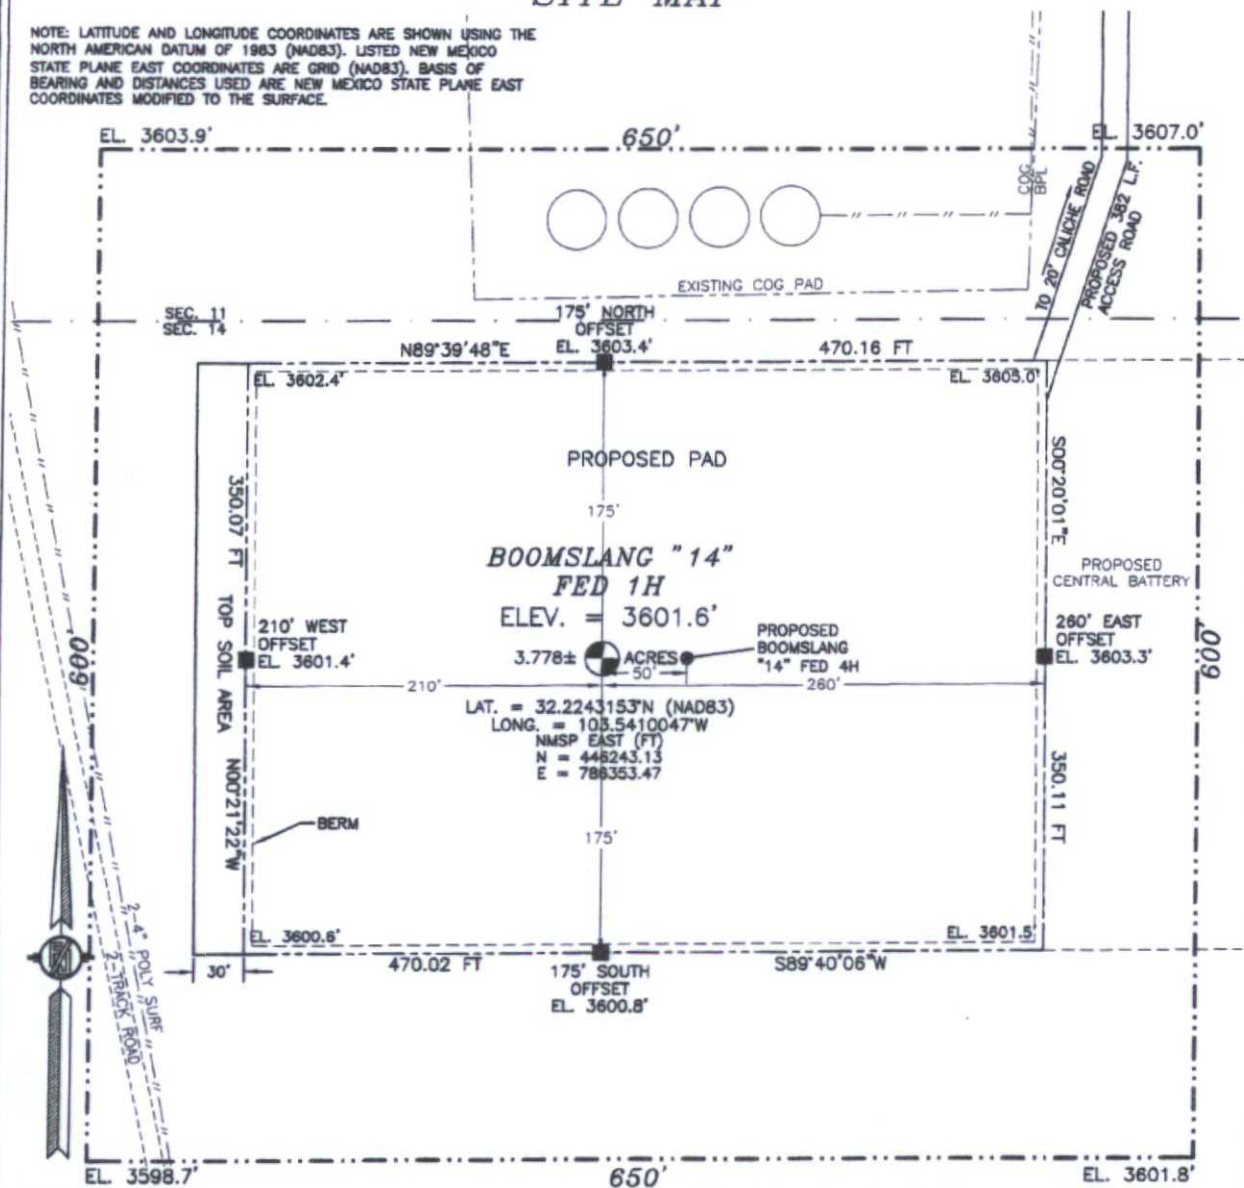 SITE MAP
NOTE: LATITUDE AND LONGITUDE COORDINATES ARE SHOWN USING THE
NORTH AMERICAN DATUM OF 1983 (NAD83). LISTED NEW MEXICO
STATE PLANE EAST COORDINATES ARE GRID (NAD83). BASIS OF
BEARING AND DISTANCES USED ARE NEW MEXICO STATE PLANE EAST
COORDINATES MODIFIED TO THE SURFACE.
EL. 3603.9'
650'
EL. 3607.0'
COG
BPL
TO 20' CALICHE ROAD
PROPOSED 382 L.F.
ACCESS ROAD
EXISTING COG PAD
SEC. 11
SEC. 14
175' NORTH
OFFSET
EL. 3603.4'
N89°39'48"E
470.16 FT
EL. 3602.4'
EL. 3605.0'
PROPOSED PAD
175'
350.07 FT
TOP SOIL AREA
N00°21'22"W
S00°20'01"E
350.11 FT
BOOMSLANG "14"
FED 1H
ELEV. = 3601.6'
PROPOSED
CENTRAL BATTERY
600'
210' WEST
OFFSET
EL. 3601.4'
3.778± ACRES
50'
PROPOSED
BOOMSLANG
"14" FED 4H
260' EAST
OFFSET
EL. 3603.3'
600'
210'
260'
LAT. = 32.2243153°N (NAD83)
LONG. = 103.5410047°W
NMSP EAST (FT)
N = 446243.13
E = 786353.47
BERM
175'
EL. 3600.6'
EL. 3601.5'
30'
470.02 FT
175' SOUTH
OFFSET
EL. 3600.8'
S89°40'06"W
2-4" POLY SURF
2-TRACK ROAD
N
EL. 3598.7'
650'
EL. 3601.8'